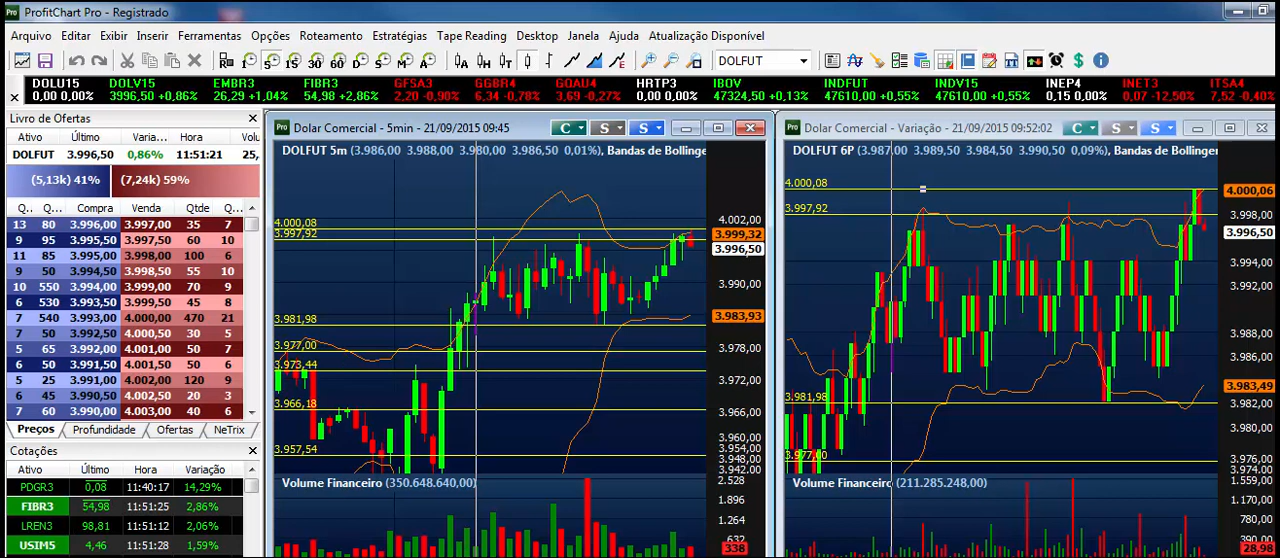 ProfitChart Pro - Registrado
Arquivo Editar Exibir Inserir Ferramentas Opções Roteamento Estratégias Tape Reading Desktop Janela Ajuda Atualização Disponível
DOLFUT
DOLU15 DOLV15 EMBR3 FIBR3 GFSA3 GGBR4 GOAU4 HRTP3 IBOV INDFUT INDV15 INEP4 INET3 ITSA4
0,00 0,00% 3996,50 +0,86% 26,29 +1,04% 54,98 +2,86% 2,20 -0,90% 6,34 -0,78% 3,69 -0,27% 0,00 0,00% 47324,50 +0,13% 47610,00 +0,55% 47610,00 +0,55% 0,15 0,00% 0,07 -12,50% 7,52 -0,40%
Livro de Ofertas
Ativo Último Varia... Hora Volu
DOLFUT 3.996,50 0,86% 11:51:21 25,
(5,13k) 41% (7,24k) 59%
Q... Q... Compra Venda Qtde Q...
13 80 3.996,00 3.997,00 35 7
9 95 3.995,50 3.997,50 60 10
11 85 3.995,00 3.998,00 100 6
9 50 3.994,50 3.998,50 55 10
10 550 3.994,00 3.999,00 70 9
6 530 3.993,50 3.999,50 45 8
7 540 3.993,00 4.000,00 470 21
7 50 3.992,50 4.000,50 30 5
5 65 3.992,00 4.001,00 50 7
6 50 3.991,50 4.001,50 50 6
5 25 3.991,00 4.002,00 120 9
6 45 3.990,50 4.002,50 20 3
7 60 3.990,00 4.003,00 40 6
Preços Profundidade Ofertas NeTrix
Cotações
Ativo Último Hora Variação
PDGR3 0,08 11:40:17 14,29%
FIBR3 54,98 11:51:25 2,86%
LREN3 98,81 11:51:12 2,06%
USIM5 4,46 11:51:28 1,59%
Dolar Comercial - 5min - 21/09/2015 09:45
C S S
DOLFUT 5m (3.986,00 3.988,00 3.980,00 3.986,50 0,01%), Bandas de Bollinge
4.000,08
3.997,92
3.981,98
3.977,00
3.973,44
3.966,18
3.957,54
4.002,00
3.999,32
3.996,50
3.990,00
3.983,93
3.978,00
3.972,00
3.966,00
3.960,00
3.954,00
3.948,00
3.942,00
Volume Financeiro (350.648.640,00)
2.528
1.896
1.264
632
338
Dolar Comercial - Variação - 21/09/2015 09:52:02
C S S
DOLFUT 6P (3.987,00 3.989,50 3.984,50 3.990,50 0,09%), Bandas de Bollinger
4.000,08
3.997,92
3.981,98
3.977,00
4.000,06
3.998,00
3.996,50
3.994,00
3.992,00
3.988,00
3.986,00
3.983,49
3.982,00
3.980,00
3.976,00
3.974,00
Volume Financeiro (211.285.248,00)
1.559,00
1.170,00
780,00
28,98